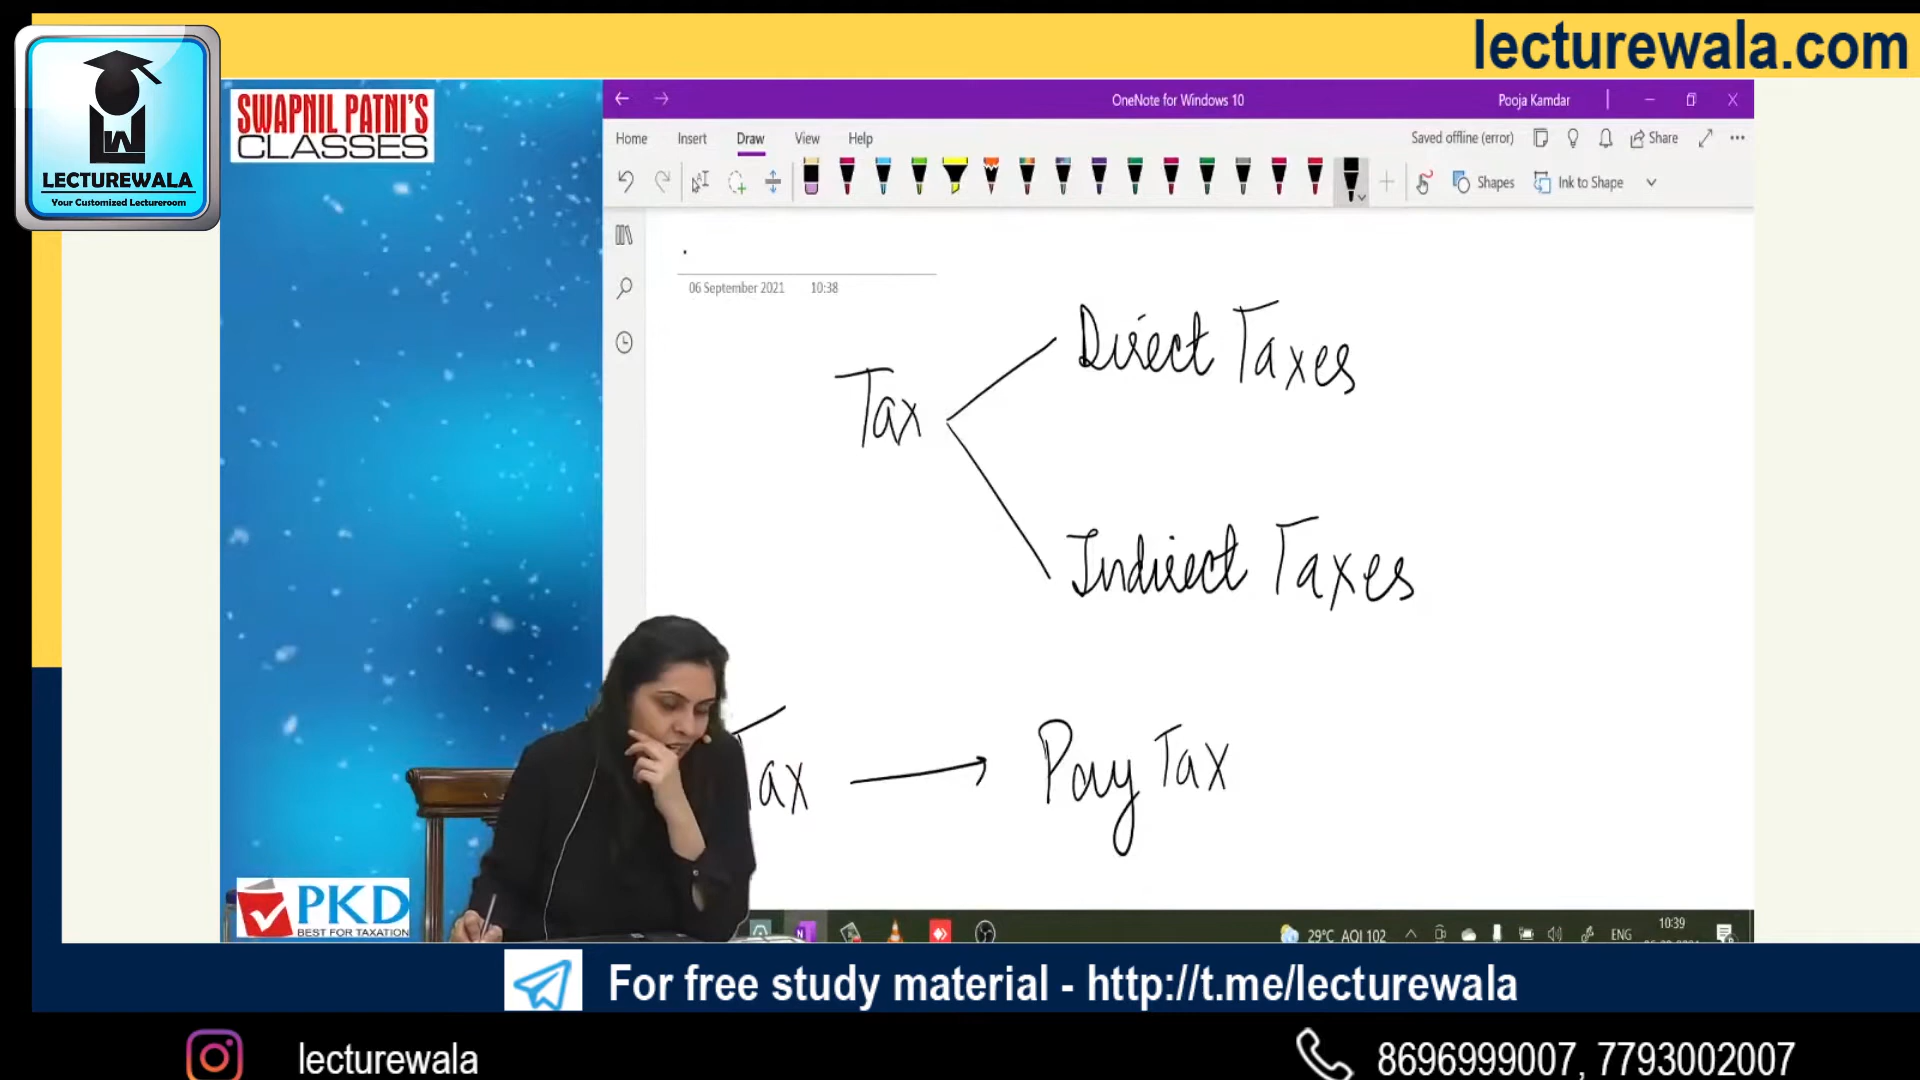 lecturewala.com
LW
LECTUREWALA
Your Customized Lectureroom
SWAPNIL PATNI'S
CLASSES
OneNote for Windows 10
Pooja Kamdar
Home Insert Draw View Help
Saved offline (error)
Share
Shapes
Ink to Shape
06 September 2021 10:38
Direct Taxes
Tax
Indirect Taxes
Tax → Pay Tax
PKD
BEST FOR TAXATION
29°C AQI 102
ENG
10:39
For free study material - http://t.me/lecturewala
lecturewala
8696999007, 7793002007